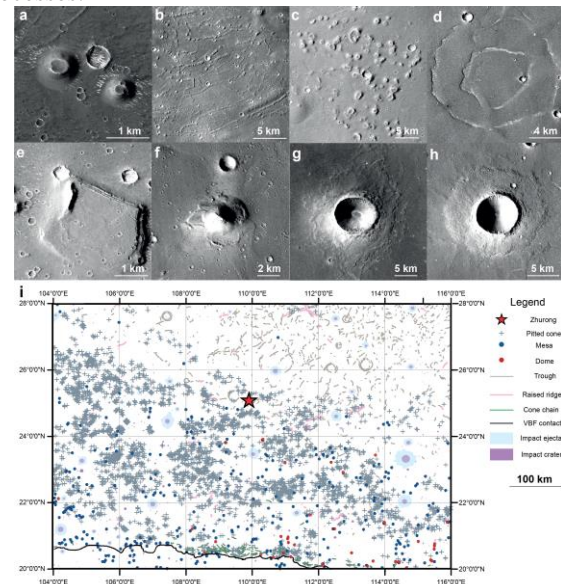 a b c d
1 km 5 km 5 km 4 km
e f g h
1 km 2 km 5 km 5 km
i
104°0'0"E 106°0'0"E 108°0'0"E 110°0'0"E 112°0'0"E 114°0'0"E 116°0'0"E
28°0'0"N 28°0'0"N
26°0'0"N 26°0'0"N
24°0'0"N 24°0'0"N
22°0'0"N 22°0'0"N
20°0'0"N 20°0'0"N
104°0'0"E 106°0'0"E 108°0'0"E 110°0'0"E 112°0'0"E 114°0'0"E 116°0'0"E
Legend
Zhurong
Pitted cone
Mesa
Dome
Trough
Raised ridge
Cone chain
VBF contact
Impact ejecta
Impact crater
100 km